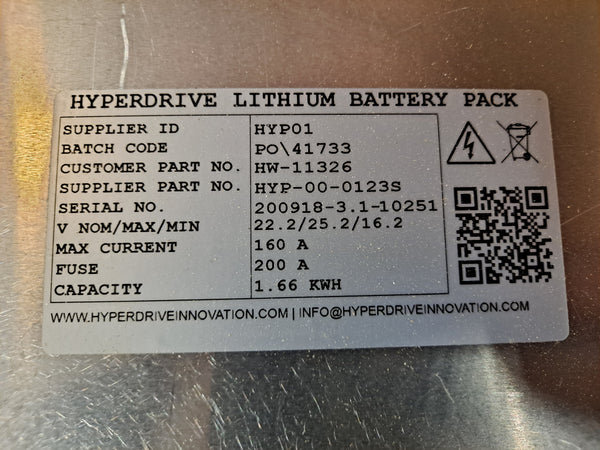 HYPERDRIVE LITHIUM BATTERY PACK
SUPPLIER ID HYP01
BATCH CODE PO\41733
CUSTOMER PART NO. HW-11326
SUPPLIER PART NO. HYP-00-0123S
SERIAL NO. 200918-3.1-10251
V NOM/MAX/MIN 22.2/25.2/16.2
MAX CURRENT 160 A
FUSE 200 A
CAPACITY 1.66 KWH
WWW.HYPERDRIVEINNOVATION.COM | INFO@HYPERDRIVEINNOVATION.COM